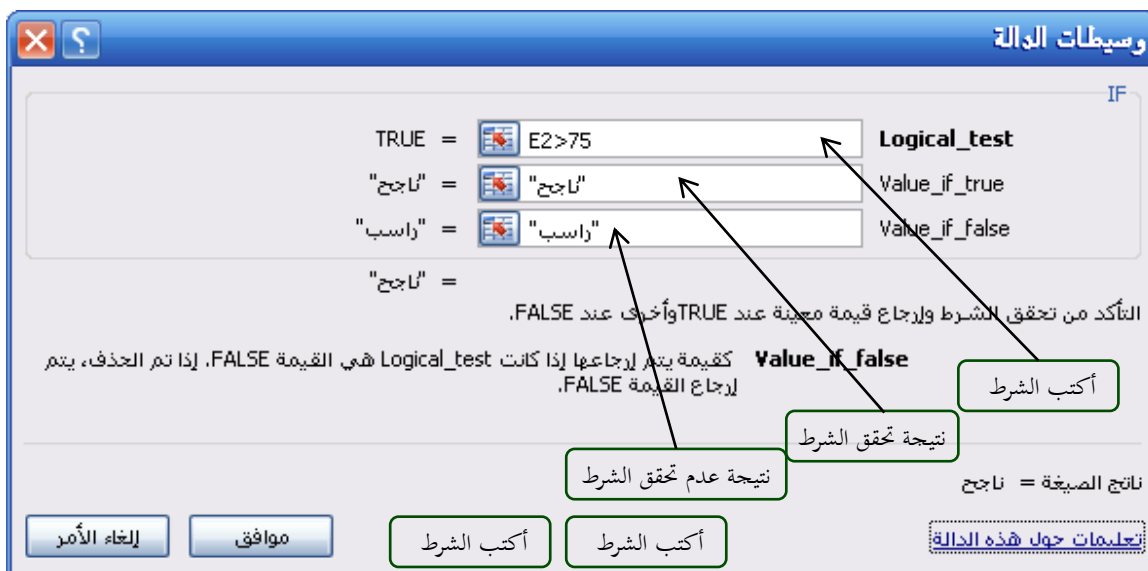 وسيطات الدالة
IF
Logical_test E2>75 = TRUE
Value_if_true "ناجح" = "ناجح"
Value_if_false "راسب" = "راسب"
= "ناجح"
التأكد من تحقق الشرط وإرجاع قيمة معينة عند TRUEوأخرى عند FALSE.
Value_if_false كقيمة يتم إرجاعها إذا كانت Logical_test هي القيمة FALSE. إذا تم الحذف، يتم
إرجاع القيمة FALSE.
أكتب الشرط
نتيجة تحقق الشرط
نتيجة عدم تحقق الشرط
ناتج الصيغة = ناجح
تعليمات حول هذه الدالة
أكتب الشرط
أكتب الشرط
موافق
إلغاء الأمر